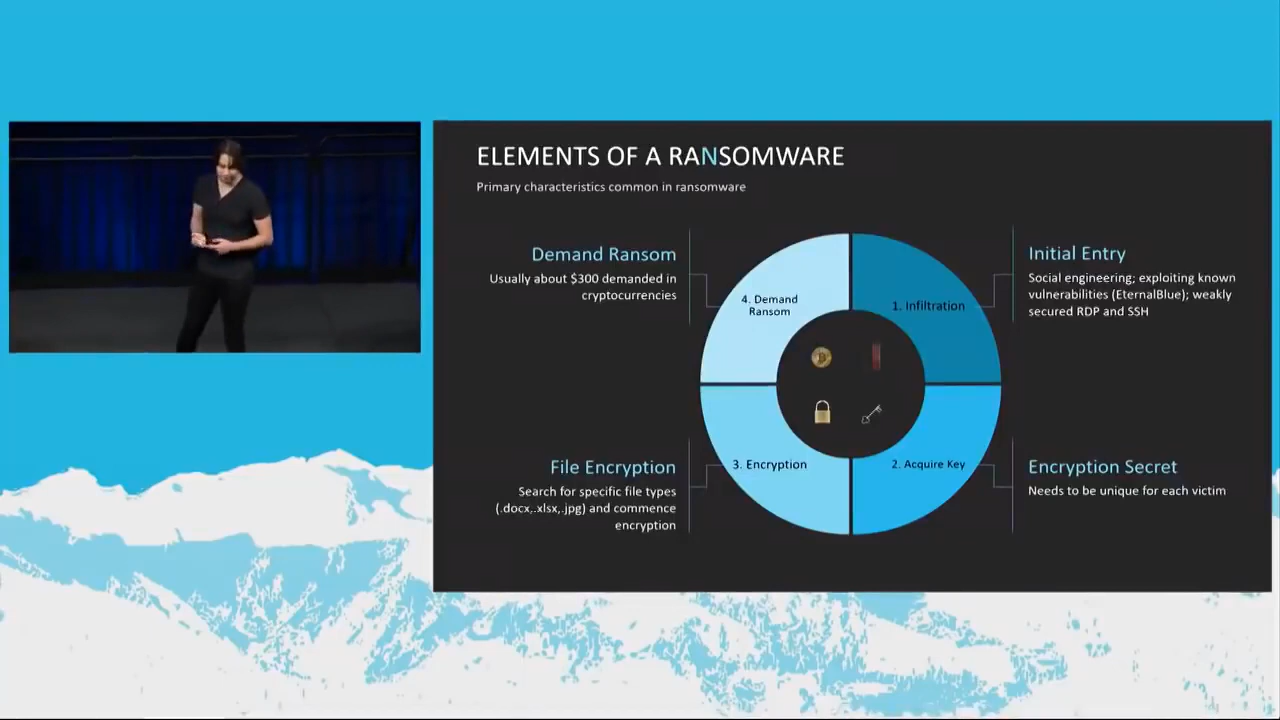 ELEMENTS OF A RANSOMWARE
Primary characteristics common in ransomware
Demand Ransom
Usually about $300 demanded in
cryptocurrencies
4. Demand
Ransom
1. Infiltration
Initial Entry
Social engineering; exploiting known
vulnerabilities (EternalBlue); weakly
secured RDP and SSH
File Encryption
Search for specific file types
(.docx,.xlsx,.jpg) and commence
encryption
3. Encryption
2. Acquire Key
Encryption Secret
Needs to be unique for each victim